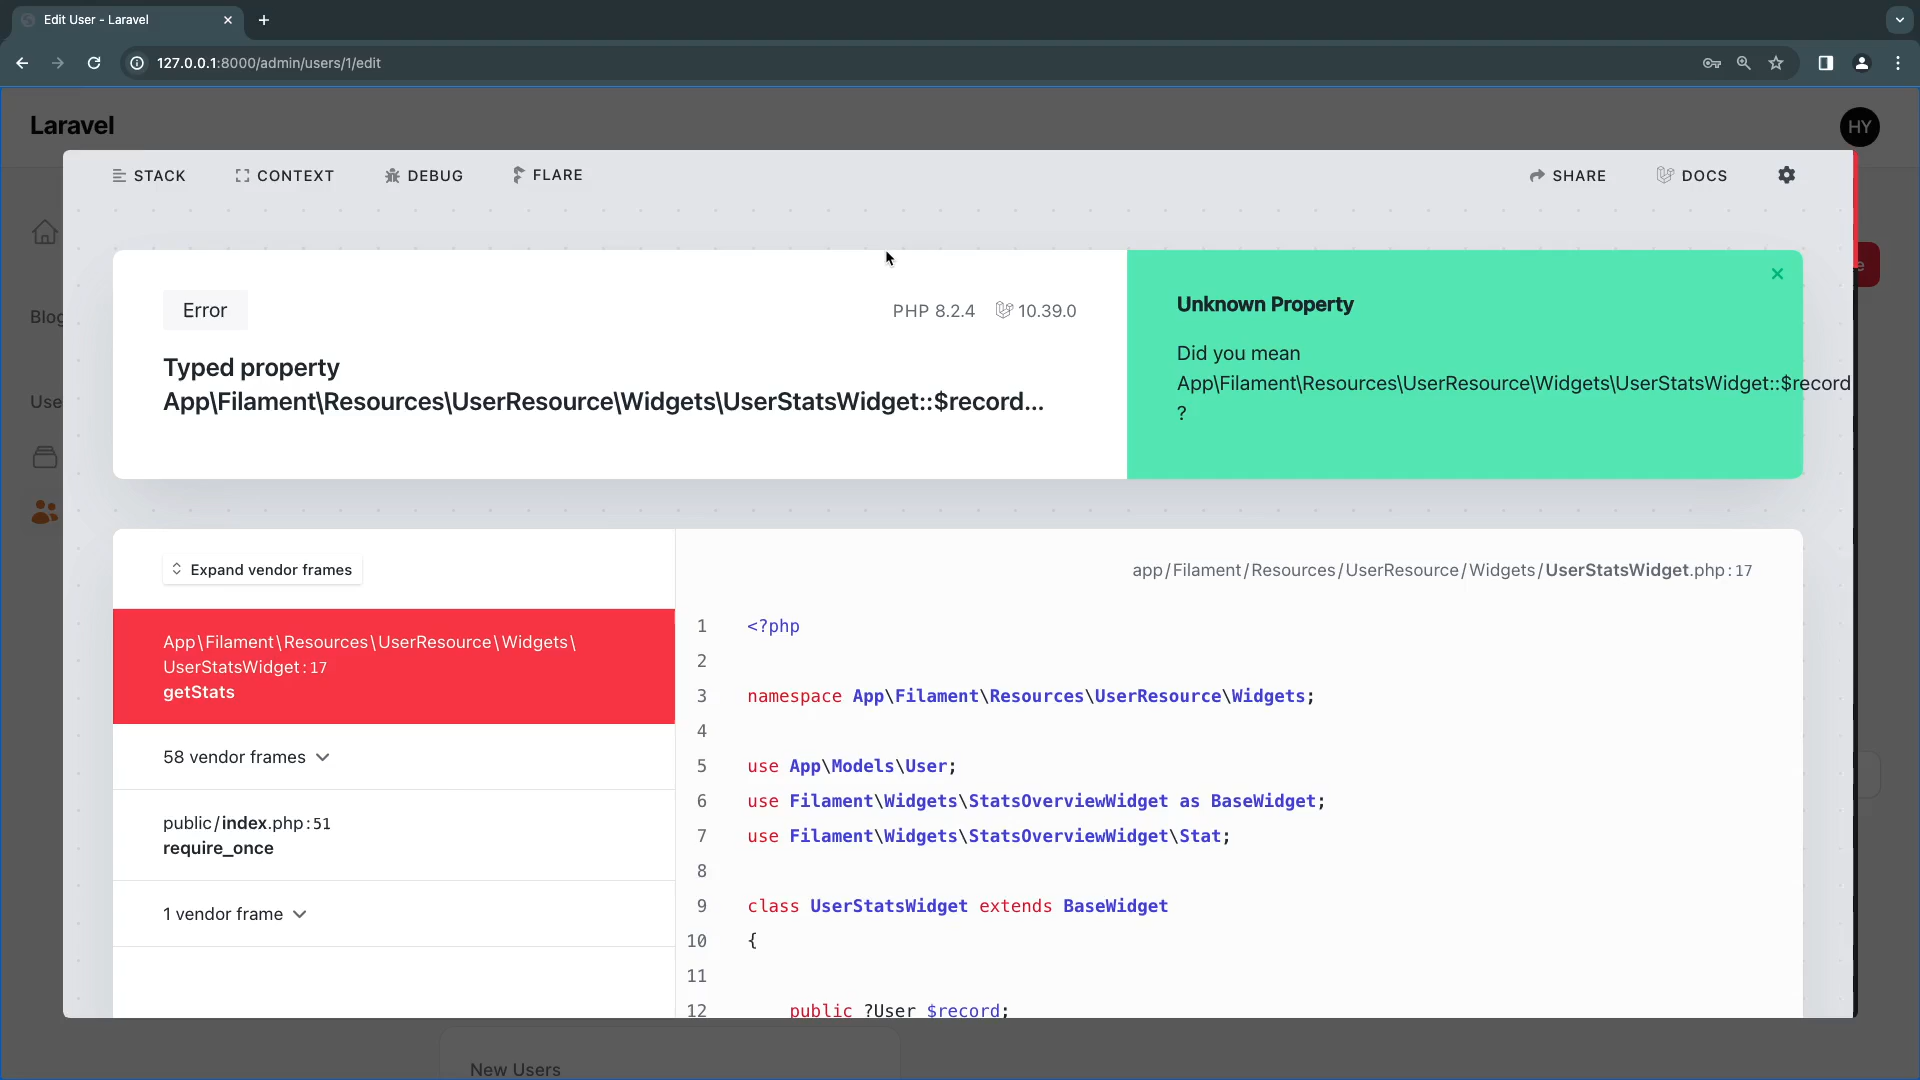 Edit User - Laravel
127.0.0.1:8000/admin/users/1/edit
Laravel
HY
STACK
CONTEXT
DEBUG
FLARE
SHARE
DOCS
Error
PHP 8.2.4
10.39.0
Typed property
App\Filament\Resources\UserResource\Widgets\UserStatsWidget::$record...
Unknown Property
Did you mean
App\Filament\Resources\UserResource\Widgets\UserStatsWidget::$record
?
Blog
Use
Expand vendor frames
App\Filament\Resources\UserResource\Widgets\
UserStatsWidget:17
getStats
58 vendor frames
public/index.php:51
require_once
1 vendor frame
app/Filament/Resources/UserResource/Widgets/UserStatsWidget.php:17
1 <?php
2
3 namespace App\Filament\Resources\UserResource\Widgets;
4
5 use App\Models\User;
6 use Filament\Widgets\StatsOverviewWidget as BaseWidget;
7 use Filament\Widgets\StatsOverviewWidget\Stat;
8
9 class UserStatsWidget extends BaseWidget
10 {
11
12 public ?User $record;
New Users